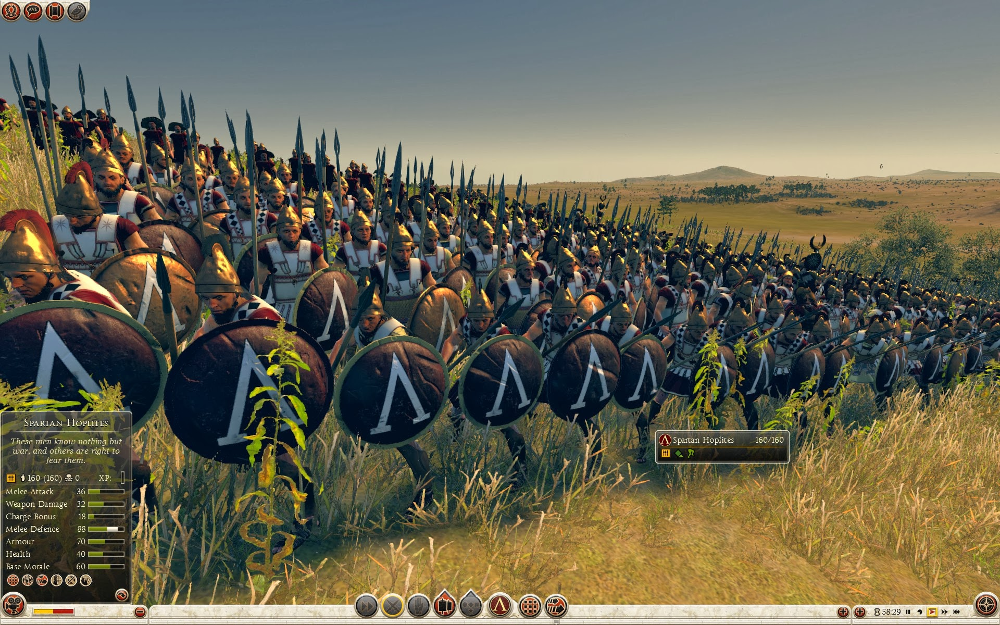 AVE
SPARTAN HOPLITES
These men know nothing but
war, and others are right to
fear them.
160 (160) 0 XP:
Melee Attack 36
Weapon Damage 32
Charge Bonus 18
Melee Defence 88
Armour 70
Health 40
Base Morale 60
Λ Spartan Hoplites 160/160
Λ
Λ
Λ
Λ
Λ
Λ
Λ
Λ
Λ
Λ
58:29